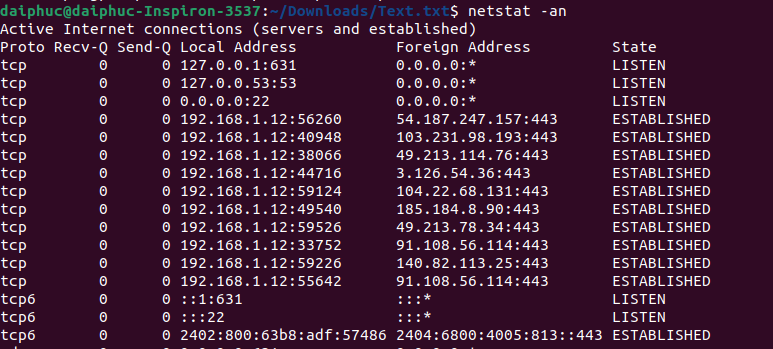 daiphuc@daiphuc-Inspiron-3537:~/Downloads/Text.txt$ netstat -an
Active Internet connections (servers and established)
Proto Recv-Q Send-Q Local Address           Foreign Address         State
tcp        0      0 127.0.0.1:631           0.0.0.0:*               LISTEN
tcp        0      0 127.0.0.53:53           0.0.0.0:*               LISTEN
tcp        0      0 0.0.0.0:22              0.0.0.0:*               LISTEN
tcp        0      0 192.168.1.12:56260      54.187.247.157:443      ESTABLISHED
tcp        0      0 192.168.1.12:40948      103.231.98.193:443      ESTABLISHED
tcp        0      0 192.168.1.12:38066      49.213.114.76:443       ESTABLISHED
tcp        0      0 192.168.1.12:44716      3.126.54.36:443         ESTABLISHED
tcp        0      0 192.168.1.12:59124      104.22.68.131:443       ESTABLISHED
tcp        0      0 192.168.1.12:49540      185.184.8.90:443        ESTABLISHED
tcp        0      0 192.168.1.12:59526      49.213.78.34:443        ESTABLISHED
tcp        0      0 192.168.1.12:33752      91.108.56.114:443       ESTABLISHED
tcp        0      0 192.168.1.12:59226      140.82.113.25:443       ESTABLISHED
tcp        0      0 192.168.1.12:55642      91.108.56.114:443       ESTABLISHED
tcp6       0      0 ::1:631                 :::*                    LISTEN
tcp6       0      0 :::22                   :::*                    LISTEN
tcp6       0      0 2402:800:63b8:adf:57486 2404:6800:4005:813::443 ESTABLISHED